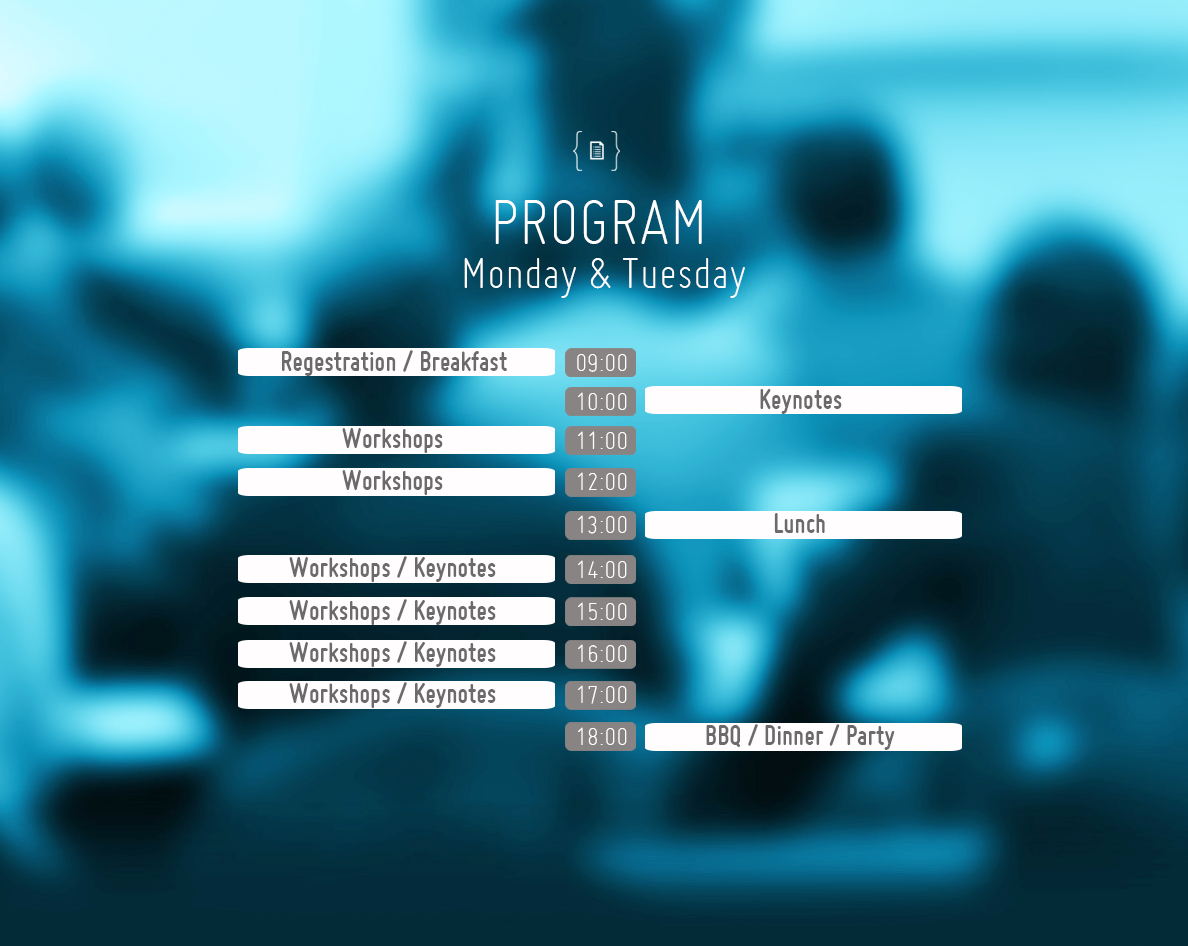 PROGRAM
Monday & Tuesday
Regestration / Breakfast 09:00
10:00 Keynotes
Workshops 11:00
Workshops 12:00
13:00 Lunch
Workshops / Keynotes 14:00
Workshops / Keynotes 15:00
Workshops / Keynotes 16:00
Workshops / Keynotes 17:00
18:00 BBQ / Dinner / Party